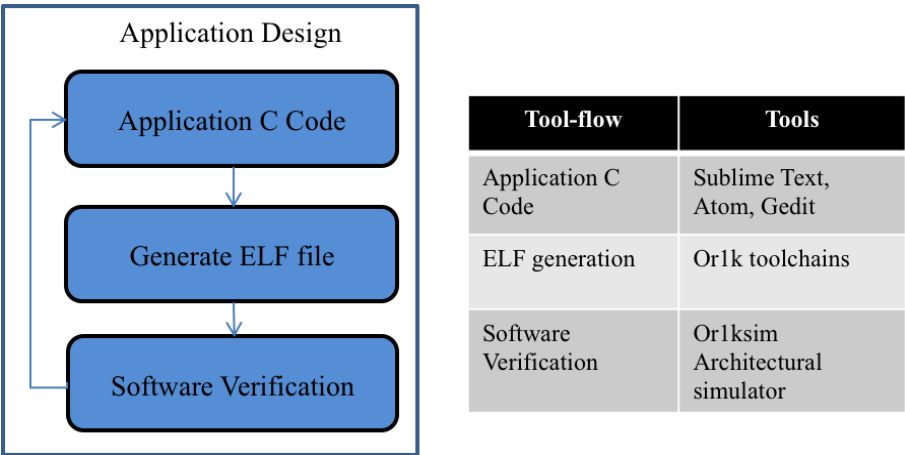 Application Design
Application C Code
Generate ELF file
Software Verification
Tool-flow Tools
Application C
Code
Sublime Text,
Atom, Gedit
ELF generation
Or1k toolchains
Software
Verification
Or1ksim
Architectural
simulator